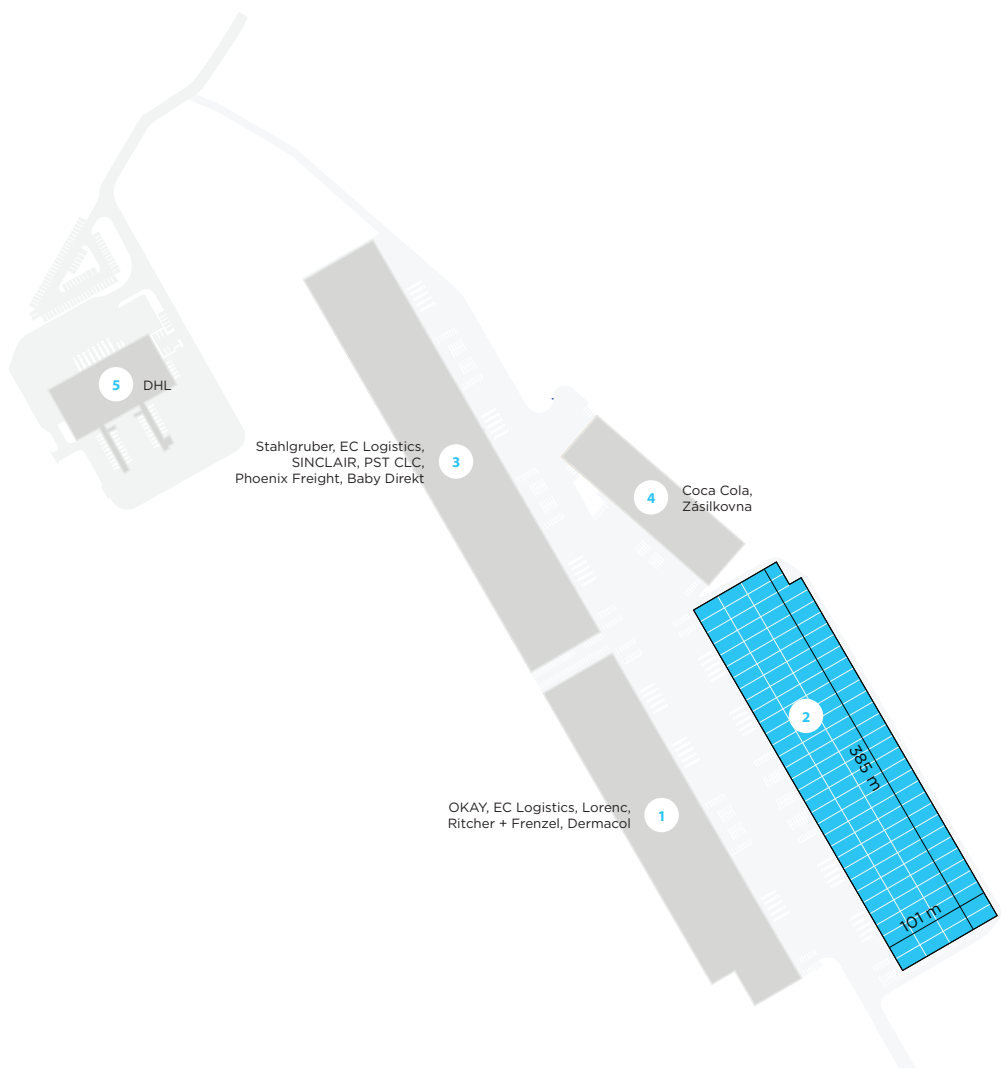 5
DHL
Stahlgruber, EC Logistics,
SINCLAIR, PST CLC,
Phoenix Freight, Baby Direkt
3
4
Coca Cola,
Zásilkovna
2
385 m
OKAY, EC Logistics, Lorenc,
Ritcher + Frenzel, Dermacol
1
101 m